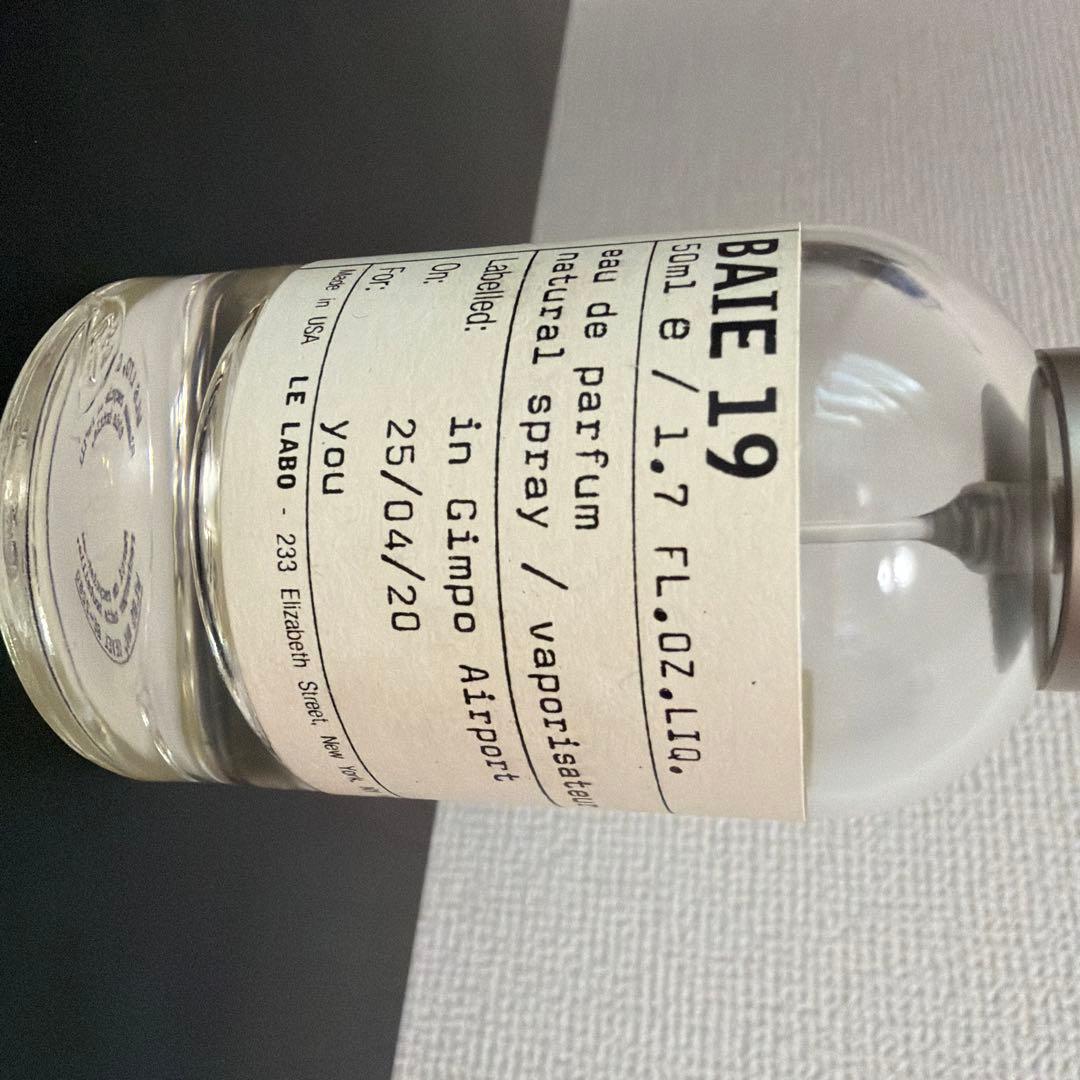 BAIE 19
50ml e / 1.7 FL.OZ.LIQ.
eau de parfum
natural spray / vaporisateur
Labelled: in Gimpo Airport
On: 25/04/20
For: you
Made in USA LE LABO - 233 Elizabeth Street, New York